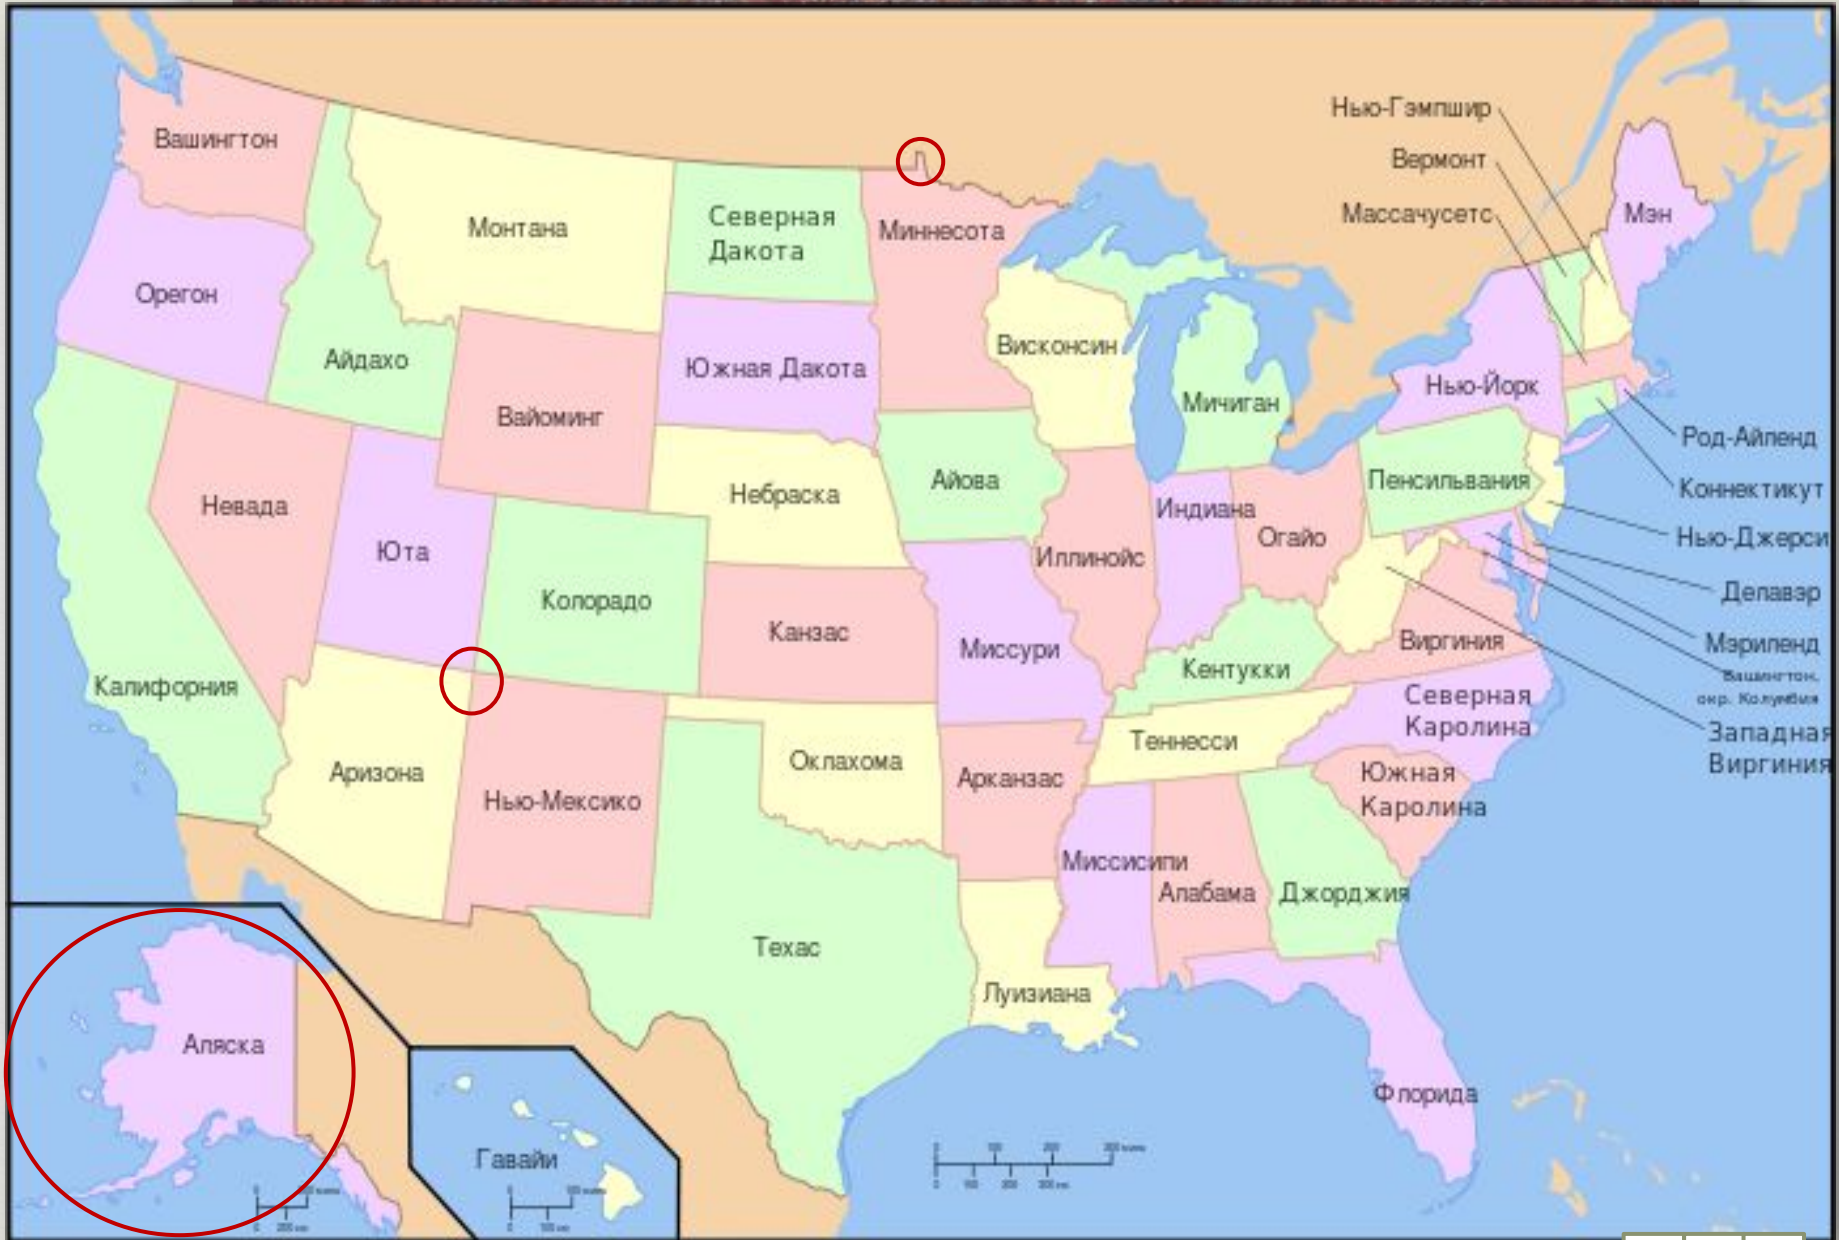 Нью-Гэмпшир
Вашингтон
Вермонт
Северная
Дакота
Монтана
Миннесота
Массачусетс
Мэн
Орегон
Айдахо
Южная Дакота
Висконсин
Вайоминг
Мичиган
Нью-Йорк
Род-Айленд
Невада
Небраска
Айова
Пенсильвания
Коннектикут
Индиана
Юта
Иллинойс
Огайо
Нью-Джерси
Колорадо
Канзас
Делавэр
Миссури
Виргиния
Мэриленд
Калифорния
Кентукки
Вашингтон,
окр. Колумбия
Северная
Каролина
Теннесси
Западная
Виргиния
Аризона
Нью-Мексико
Оклахома
Арканзас
Южная
Каролина
Миссисипи
Алабама
Джорджия
Техас
Луизиана
Аляска
Флорида
Гавайи